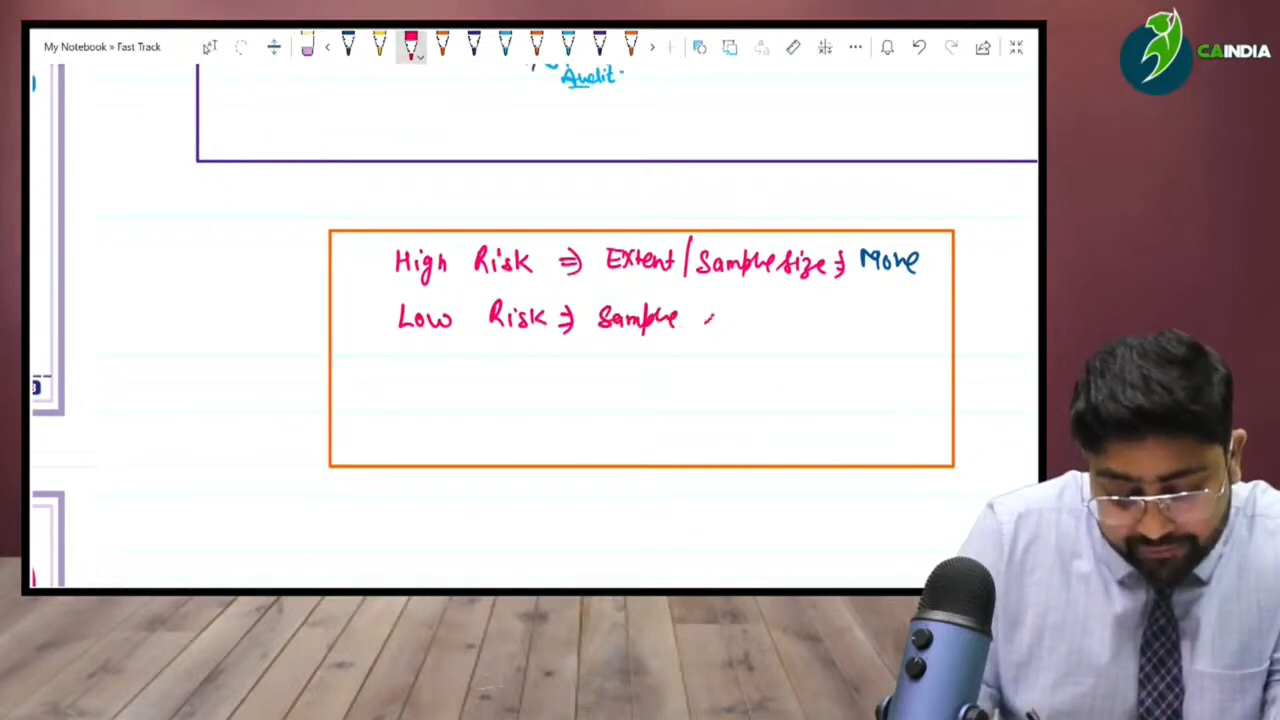 My Notebook » Fast Track
CAINDIA
Audit
High Risk ⇒ Extent/Sample size ⇒ More
Low Risk ⇒ Sample